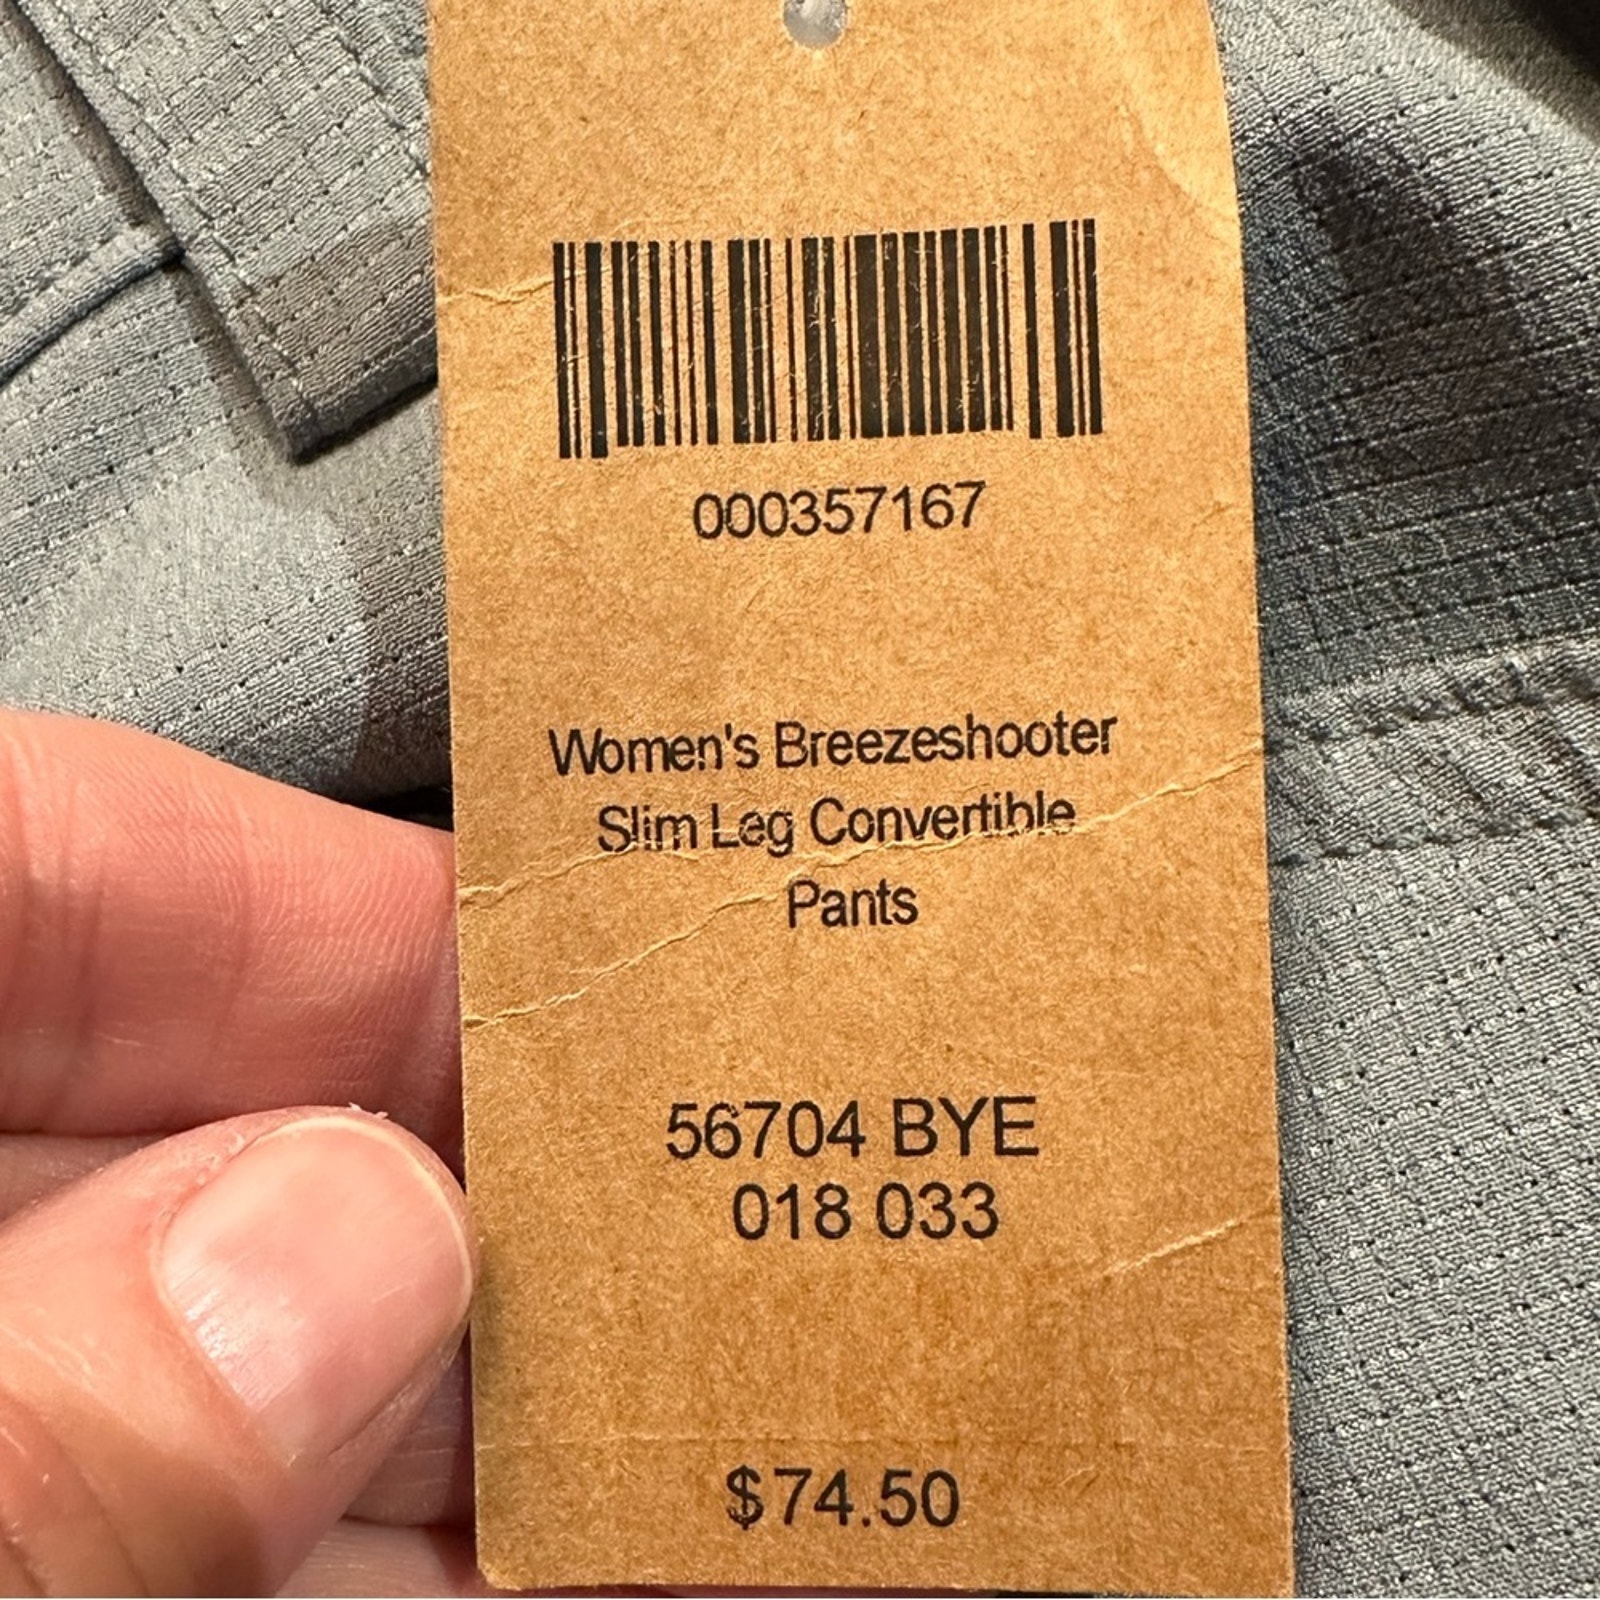 000357167
Women's Breezeshooter
Slim Leg Convertible
Pants
56704 BYE
018 033
$74.50